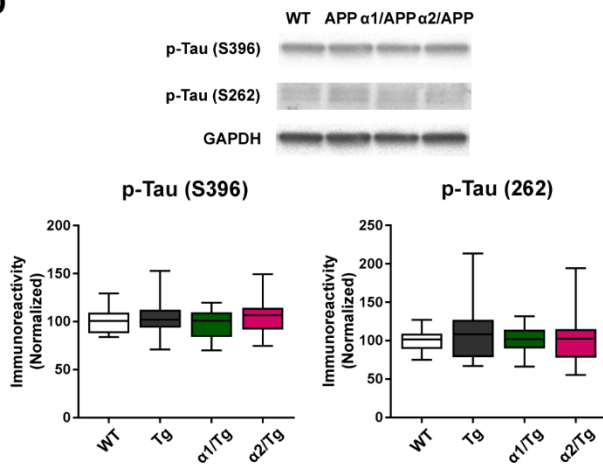 WT APP α1/APP α2/APP
p-Tau (S396)
p-Tau (S262)
GAPDH
p-Tau (S396)
Immunoreactivity
(Normalized)
200
150
100
50
0
WT
Tg
α1/Tg
α2/Tg
p-Tau (262)
Immunoreactivity
(Normalized)
250
200
150
100
50
0
WT
Tg
α1/Tg
α2/Tg